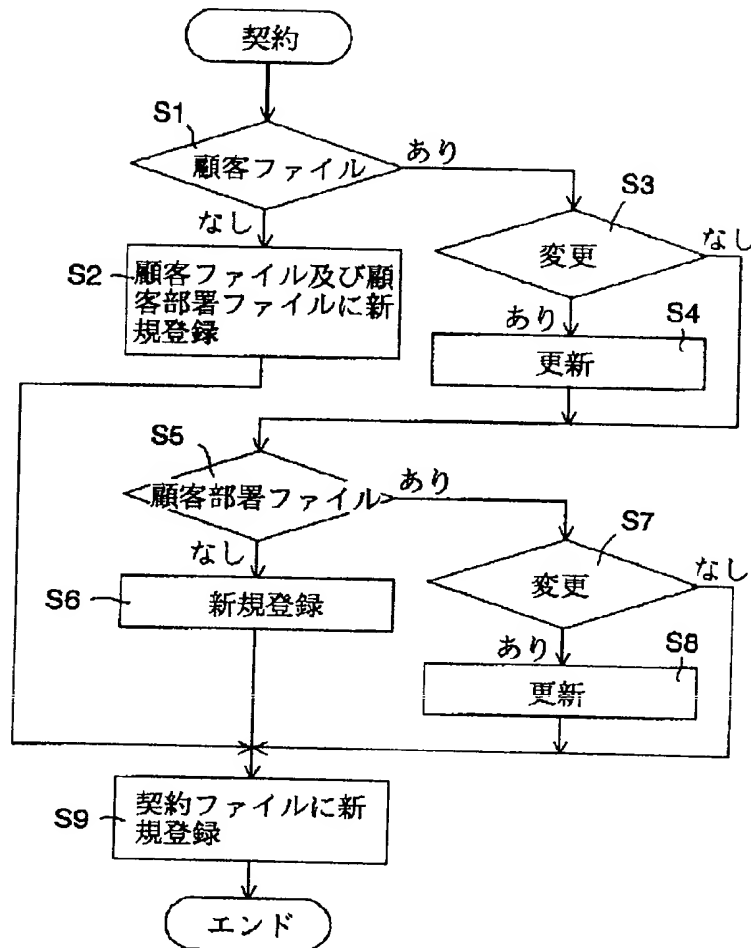 契約
S1
顧客ファイル
あり
なし
S3
変更
なし
S2
顧客ファイル及び顧
客部署ファイルに新
規登録
あり
S4
更新
S5
顧客部署ファイル
あり
なし
S7
変更
なし
S6
新規登録
あり
S8
更新
S9
契約ファイルに新
規登録
エンド